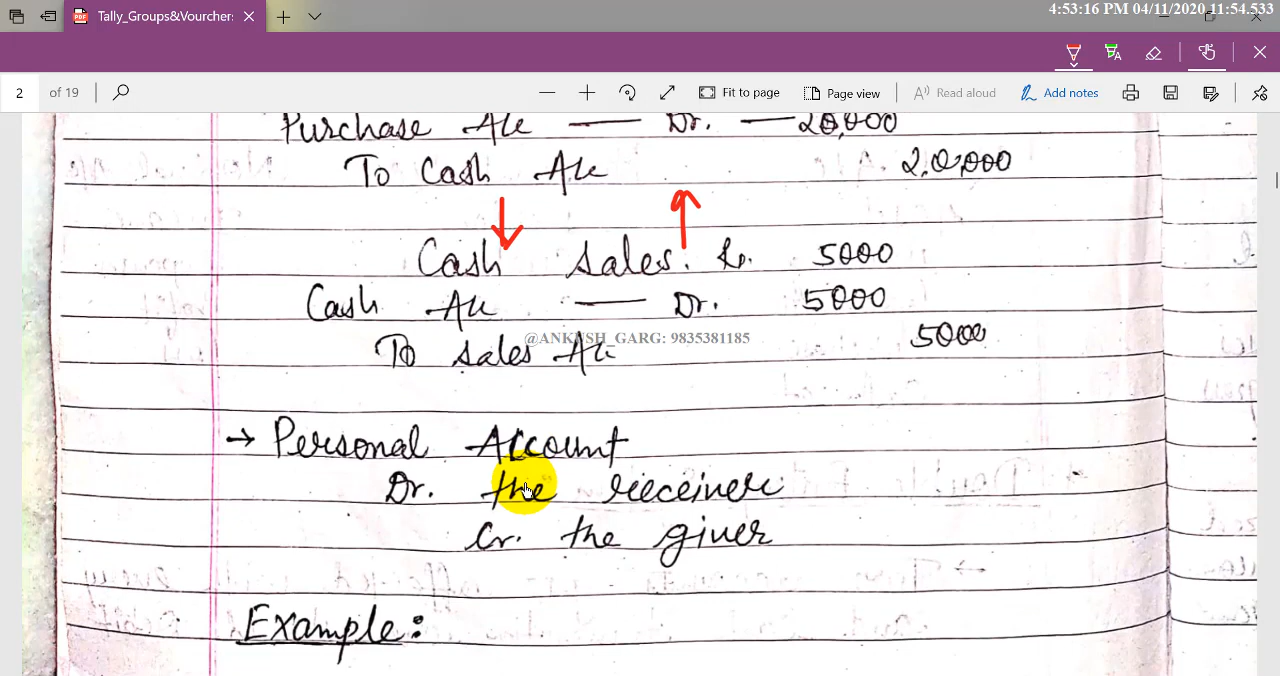 4:53:16 PM 04/11/2020 11:54.533
Tally_Groups&Vourcher:
2 of 19
Fit to page
Page view
Read aloud
Add notes
Purchase A/c — Dr. — 20,000
To Cash A/c 20,000
Cash Sales. Rs. 5000
Cash A/c — Dr. 5000
@ANKUSH_GARG: 9835381185
To Sales A/c 5000
→ Personal Account
Dr. the receiver
Cr. the giver
Example: